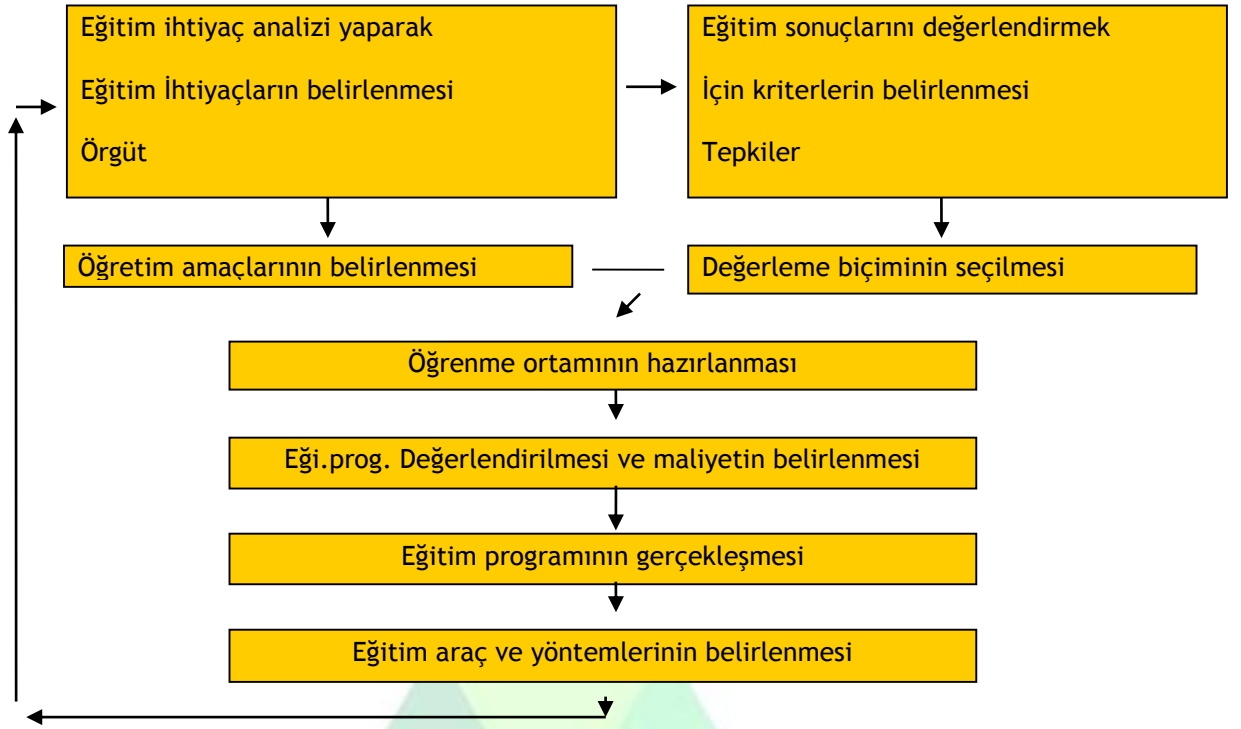 Eğitim ihtiyaç analizi yaparak
Eğitim İhtiyaçların belirlenmesi
Örgüt
Eğitim sonuçlarını değerlendirmek
İçin kriterlerin belirlenmesi
Tepkiler
Öğretim amaçlarının belirlenmesi
Değerleme biçiminin seçilmesi
Öğrenme ortamının hazırlanması
Eği.prog. Değerlendirilmesi ve maliyetin belirlenmesi
Eğitim programının gerçekleşmesi
Eğitim araç ve yöntemlerinin belirlenmesi